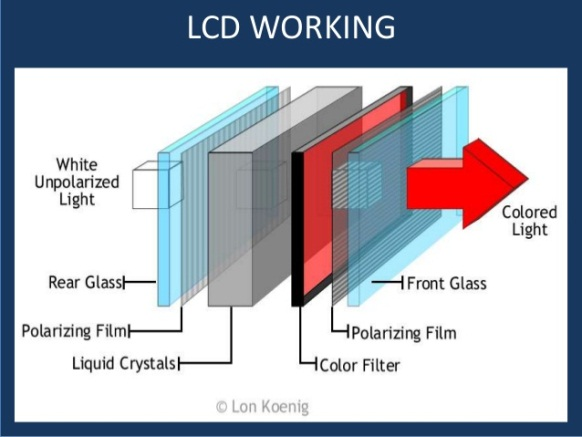 LCD WORKING
White
Unpolarized
Light
Colored
Light
Rear Glass
Front Glass
Polarizing Film
Polarizing Film
Liquid Crystals
Color Filter
© Lon Koenig